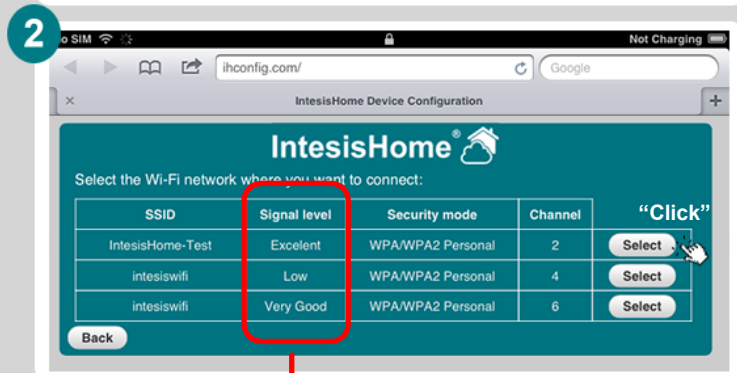 2
o SIM
Not Charging
ihconfig.com/
Google
× IntesisHome Device Configuration +
IntesisHome®
Select the Wi-Fi network where you want to connect:
SSID Signal level Security mode Channel
“Click”
IntesisHome-Test Excelent WPA/WPA2 Personal 2 Select
intesiswifi Low WPA/WPA2 Personal 4 Select
intesiswifi Very Good WPA/WPA2 Personal 6 Select
Back